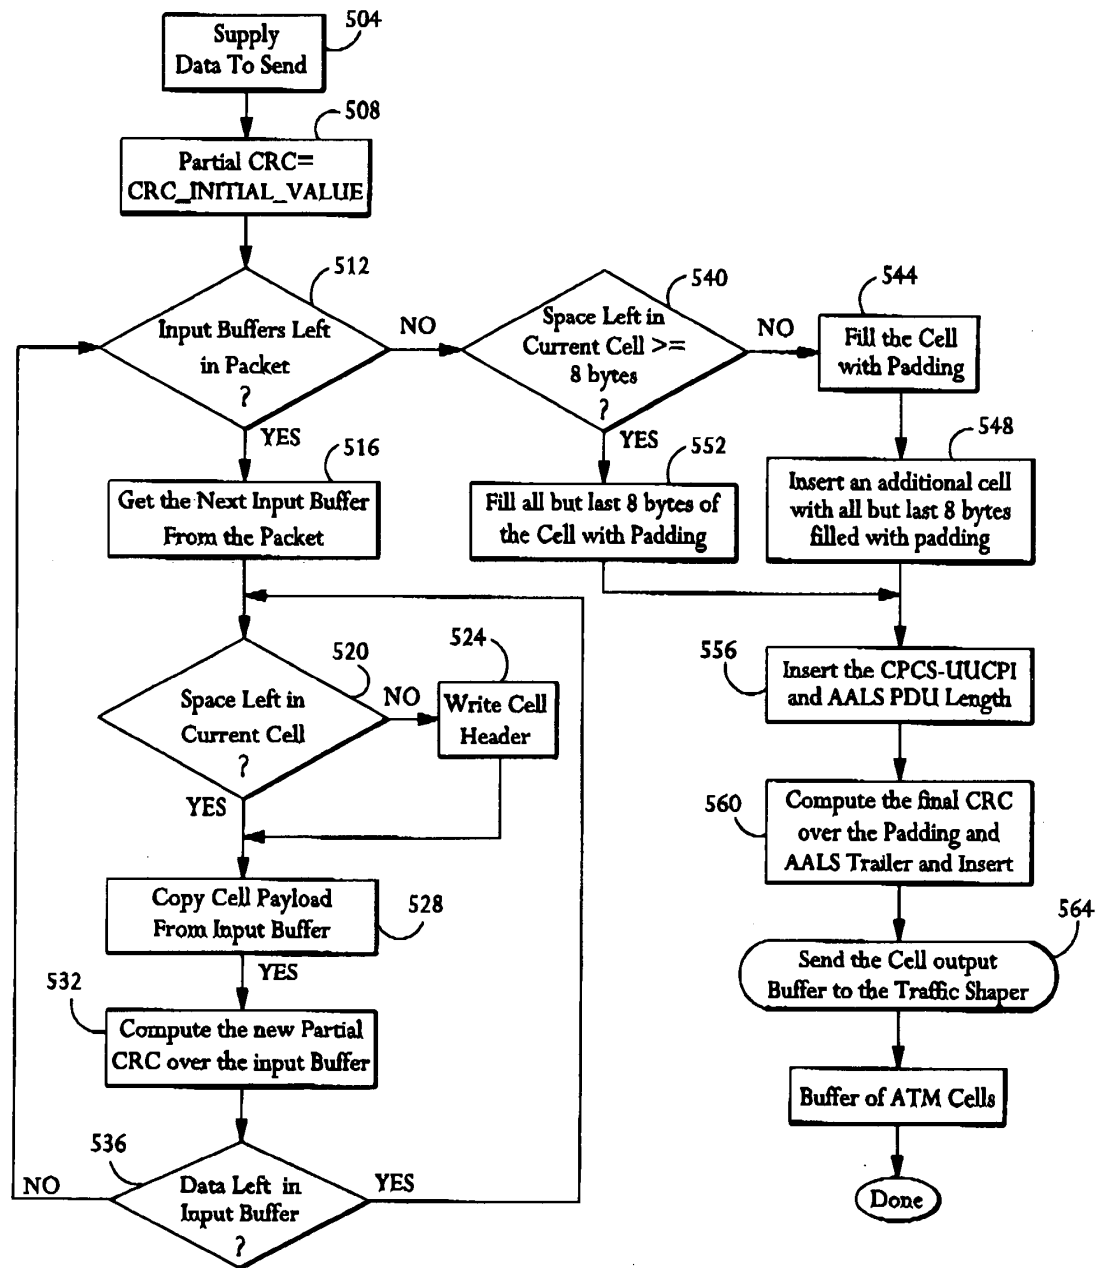 504
Supply
Data To Send
508
Partial CRC=
CRC_INITIAL_VALUE
512
Input Buffers Left
in Packet
?
NO
YES
516
Get the Next Input Buffer
From the Packet
520
Space Left in
Current Cell
?
NO
YES
524
Write Cell
Header
Copy Cell Payload
From Input Buffer
528
YES
532
Compute the new Partial
CRC over the input Buffer
536
Data Left in
Input Buffer
?
NO
YES
540
Space Left in
Current Cell >=
8 bytes
?
NO
YES
544
Fill the Cell
with Padding
548
Insert an additional cell
with all but last 8 bytes
filled with padding
552
Fill all but last 8 bytes of
the Cell with Padding
556
Insert the CPCS-UUCPI
and AALS PDU Length
560
Compute the final CRC
over the Padding and
AALS Trailer and Insert
564
Send the Cell output
Buffer to the Traffic Shaper
Buffer of ATM Cells
Done